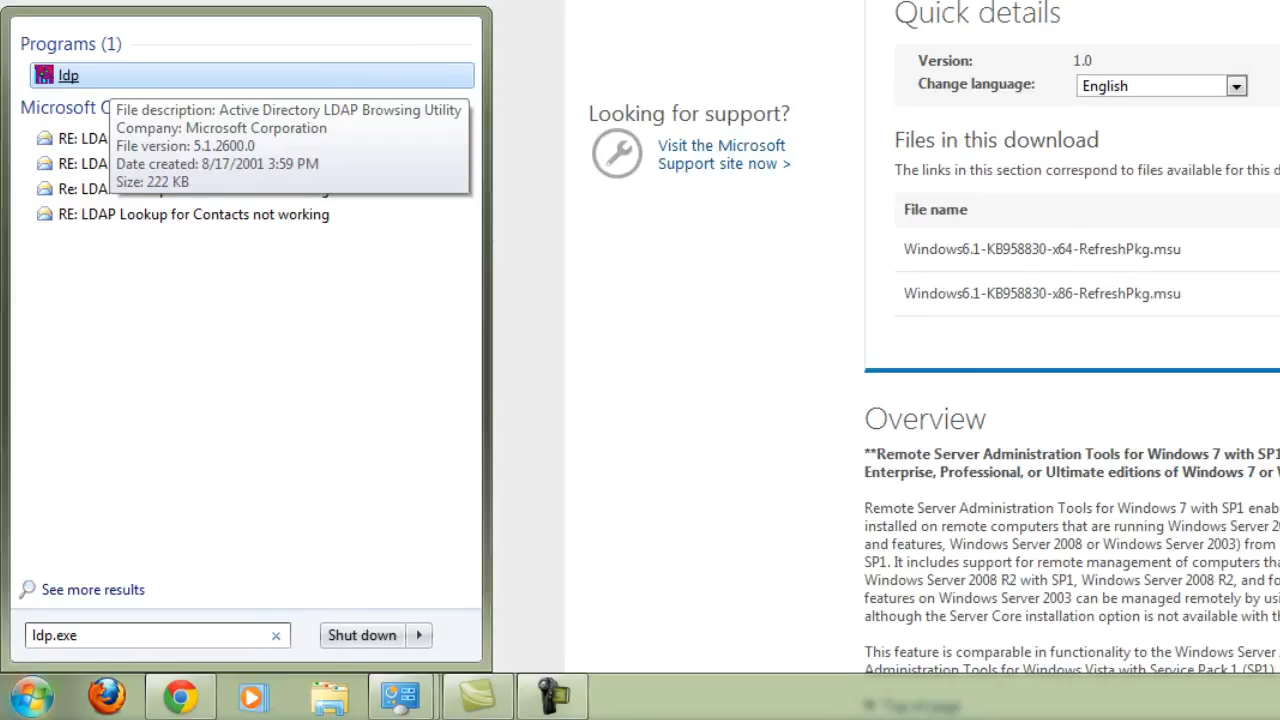 Programs (1)
ldp
Microsoft
File description: Active Directory LDAP Browsing Utility
Company: Microsoft Corporation
File version: 5.1.2600.0
Date created: 8/17/2001 3:59 PM
Size: 222 KB
RE: LDA
RE: LDA
Re: LDA
RE: LDAP Lookup for Contacts not working
See more results
ldp.exe
Shut down
Looking for support?
Visit the Microsoft
Support site now >
Quick details
Version: 1.0
Change language: English
Files in this download
The links in this section correspond to files available for this
File name
Windows6.1-KB958830-x64-RefreshPkg.msu
Windows6.1-KB958830-x86-RefreshPkg.msu
Overview
**Remote Server Administration Tools for Windows 7 with SP1
Enterprise, Professional, or Ultimate editions of Windows 7 or
Remote Server Administration Tools for Windows 7 with SP1
installed on remote computers that are running Windows Server
and features, Windows Server 2008 or Windows Server 2003) from
SP1. It includes support for remote management of computers
Windows Server 2008 R2 with SP1, Windows Server 2008 R2, and
features on Windows Server 2003 can be managed remotely by
although the Server Core installation option is not available with
This feature is comparable in functionality to the Windows Server
Administration Tools for Windows Vista with Service Pack 1 (SP1)